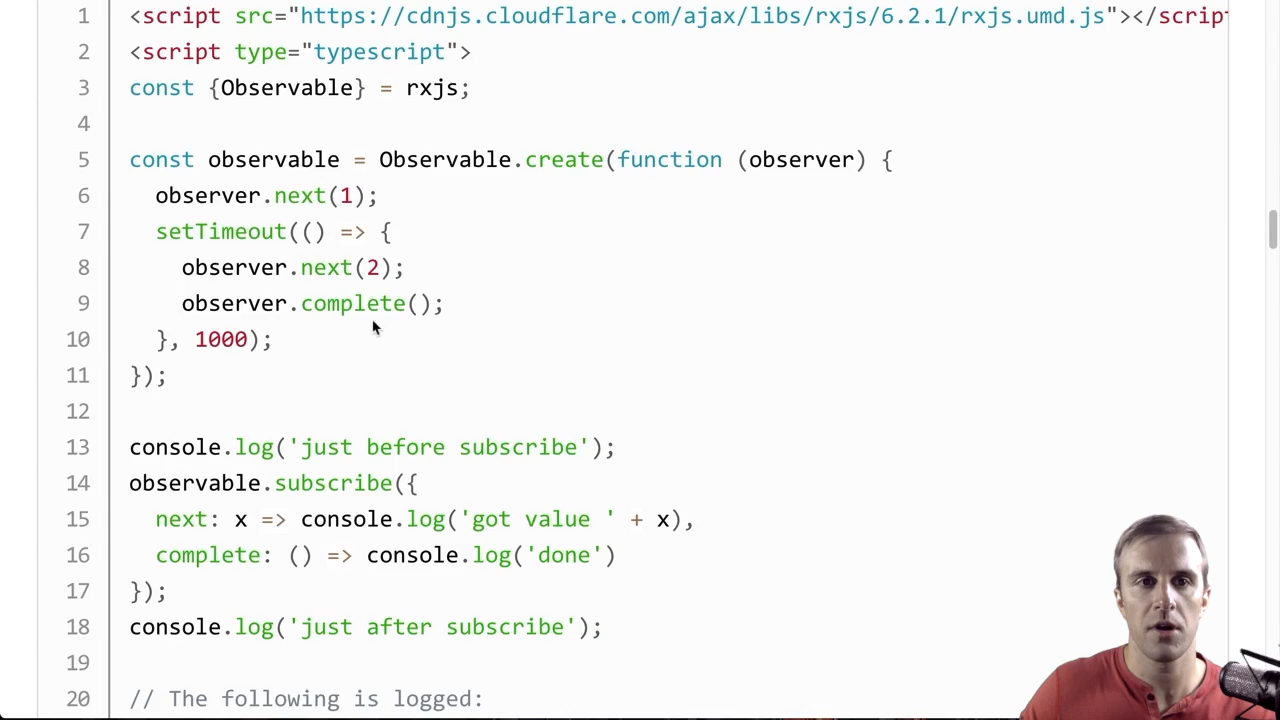 1 <script src="https://cdnjs.cloudflare.com/ajax/libs/rxjs/6.2.1/rxjs.umd.js"></script
2 <script type="typescript">
3 const {Observable} = rxjs;
4
5 const observable = Observable.create(function (observer) {
6 observer.next(1);
7 setTimeout(() => {
8 observer.next(2);
9 observer.complete();
10 }, 1000);
11 });
12
13 console.log('just before subscribe');
14 observable.subscribe({
15 next: x => console.log('got value ' + x),
16 complete: () => console.log('done')
17 });
18 console.log('just after subscribe');
19
20 // The following is logged: